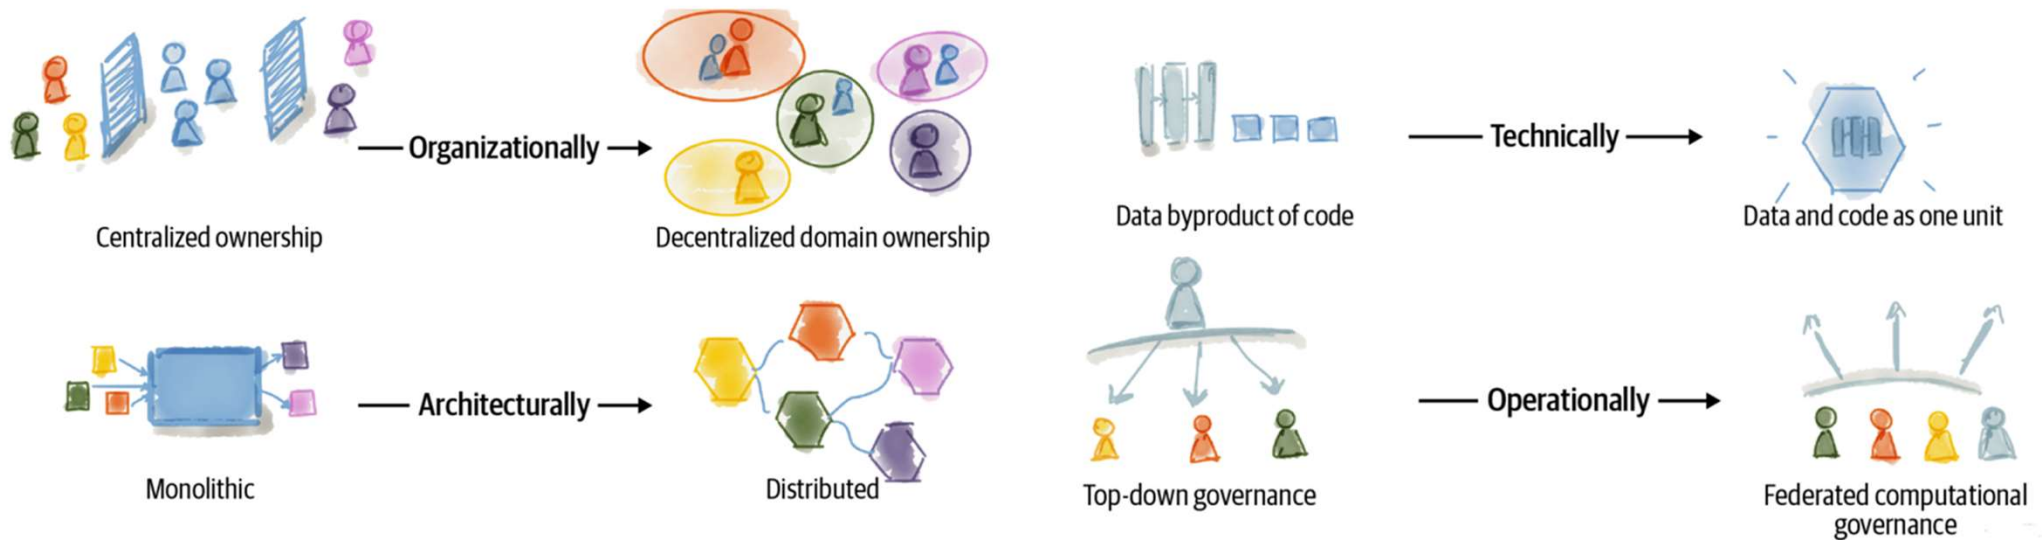 Organizationally
Centralized ownership
Decentralized domain ownership
Technically
Data byproduct of code
Data and code as one unit
Architecturally
Monolithic
Distributed
Operationally
Top-down governance
Federated computational
governance